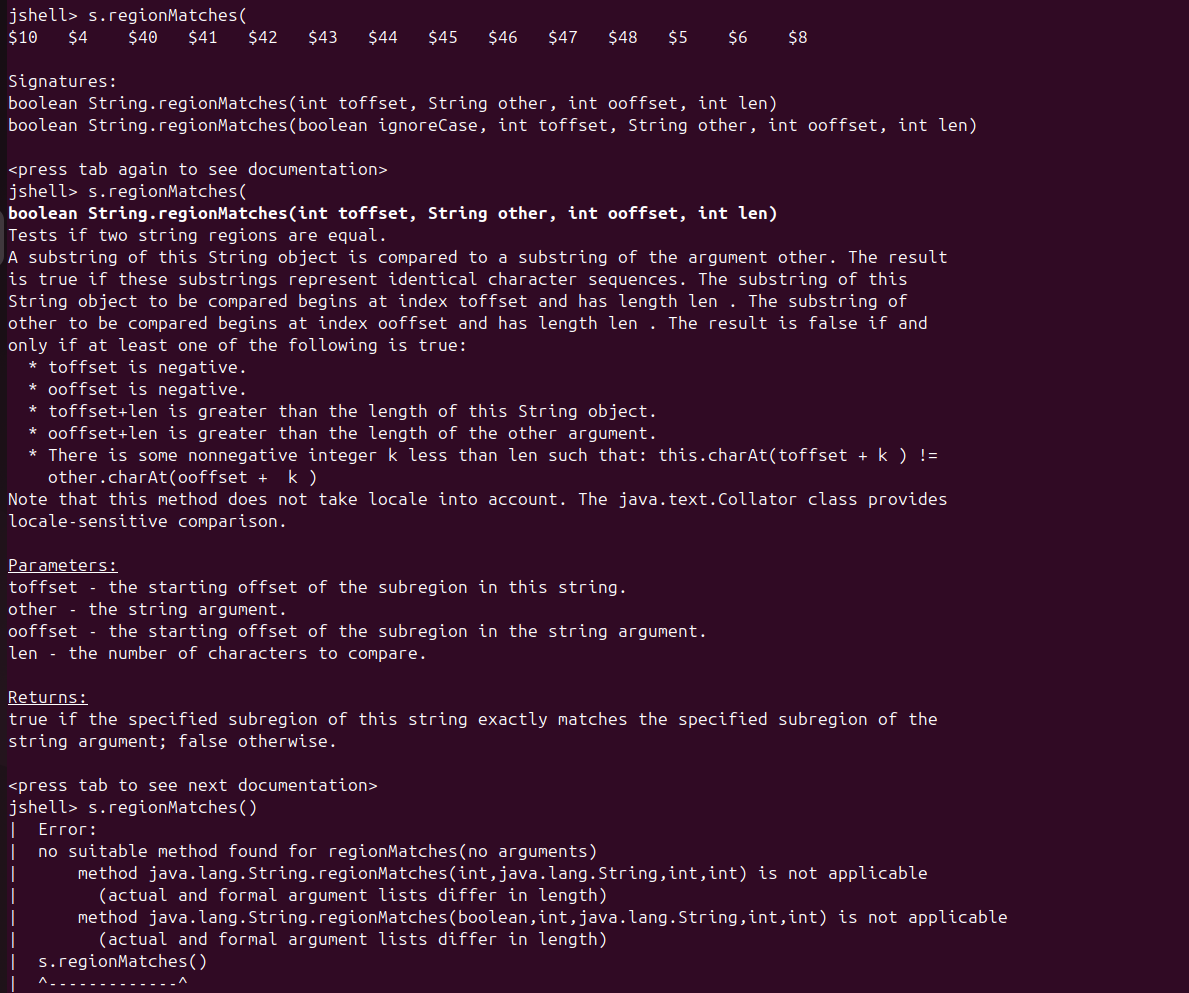 jshell> s.regionMatches(
$10   $4    $40   $41   $42   $43   $44   $45   $46   $47   $48   $5    $6    $8

Signatures:
boolean String.regionMatches(int toffset, String other, int ooffset, int len)
boolean String.regionMatches(boolean ignoreCase, int toffset, String other, int ooffset, int len)

<press tab again to see documentation>
jshell> s.regionMatches(
boolean String.regionMatches(int toffset, String other, int ooffset, int len)
Tests if two string regions are equal.
A substring of this String object is compared to a substring of the argument other. The result
is true if these substrings represent identical character sequences. The substring of this
String object to be compared begins at index toffset and has length len . The substring of
other to be compared begins at index ooffset and has length len . The result is false if and
only if at least one of the following is true:
  * toffset is negative.
  * ooffset is negative.
  * toffset+len is greater than the length of this String object.
  * ooffset+len is greater than the length of the other argument.
  * There is some nonnegative integer k less than len such that: this.charAt(toffset + k ) !=
    other.charAt(ooffset +  k )
Note that this method does not take locale into account. The java.text.Collator class provides
locale-sensitive comparison.

Parameters:
toffset - the starting offset of the subregion in this string.
other - the string argument.
ooffset - the starting offset of the subregion in the string argument.
len - the number of characters to compare.

Returns:
true if the specified subregion of this string exactly matches the specified subregion of the
string argument; false otherwise.

<press tab to see next documentation>
jshell> s.regionMatches()
|  Error:
|  no suitable method found for regionMatches(no arguments)
|      method java.lang.String.regionMatches(int,java.lang.String,int,int) is not applicable
|        (actual and formal argument lists differ in length)
|      method java.lang.String.regionMatches(boolean,int,java.lang.String,int,int) is not applicable
|        (actual and formal argument lists differ in length)
|  s.regionMatches()
|  ^-------------^